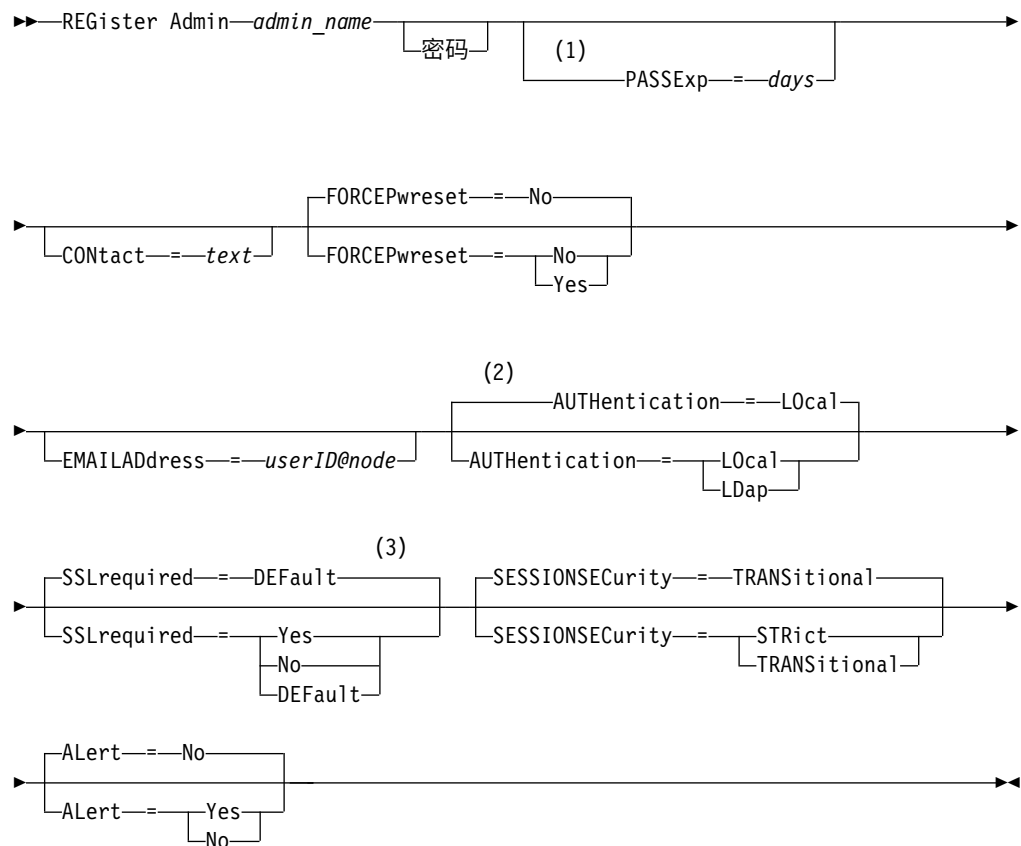 REGister Admin admin_name
密码
(1)
PASSExp = days
FORCEPwreset = No
CONtact = text
FORCEPwreset = No
Yes
(2)
AUTHentication = LOcal
EMAILADdress = userID@node
AUTHentication = LOcal
LDap
(3)
SSLrequired = DEFault
SESSIONSECurity = TRANSitional
SSLrequired = Yes
No
DEFault
SESSIONSECurity = STRict
TRANSitional
ALert = No
ALert = Yes
No